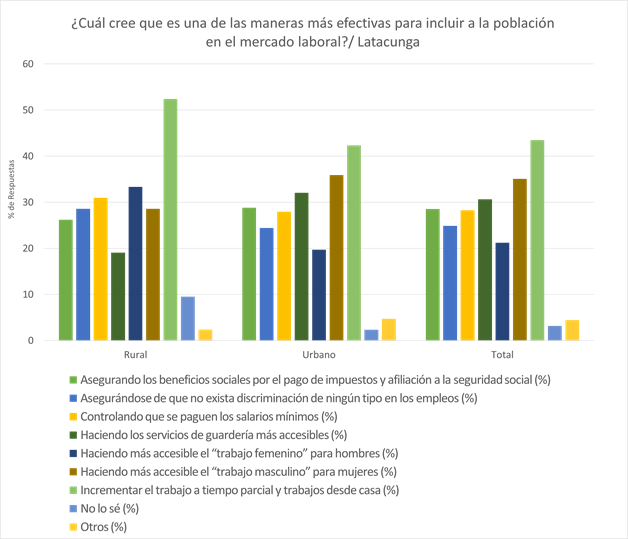 ¿Cuál cree que es una de las maneras más efectivas para incluir a la población
en el mercado laboral?/ Latacunga
60
50
40
30
20
10
0
% de Respuestas
Rural
Urbano
Total
Asegurando los beneficios sociales por el pago de impuestos y afiliación a la seguridad social (%)
Asegurándose de que no exista discriminación de ningún tipo en los empleos (%)
Controlando que se paguen los salarios mínimos (%)
Haciendo los servicios de guardería más accesibles (%)
Haciendo más accesible el “trabajo femenino” para hombres (%)
Haciendo más accesible el “trabajo masculino” para mujeres (%)
Incrementar el trabajo a tiempo parcial y trabajos desde casa (%)
No lo sé (%)
Otros (%)